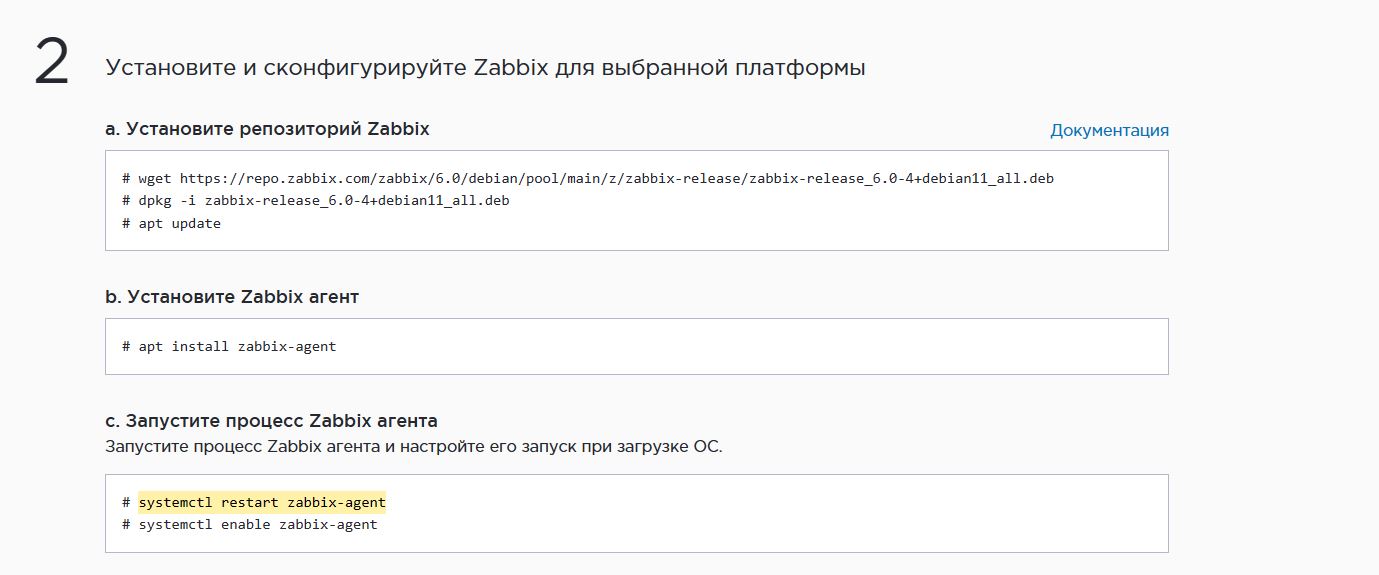 2
Установите и сконфигурируйте Zabbix для выбранной платформы
a. Установите репозиторий Zabbix
Документация
# wget https://repo.zabbix.com/zabbix/6.0/debian/pool/main/z/zabbix-release/zabbix-release_6.0-4+debian11_all.deb
# dpkg -i zabbix-release_6.0-4+debian11_all.deb
# apt update
b. Установите Zabbix агент
# apt install zabbix-agent
c. Запустите процесс Zabbix агента
Запустите процесс Zabbix агента и настройте его запуск при загрузке ОС.
# systemctl restart zabbix-agent
# systemctl enable zabbix-agent